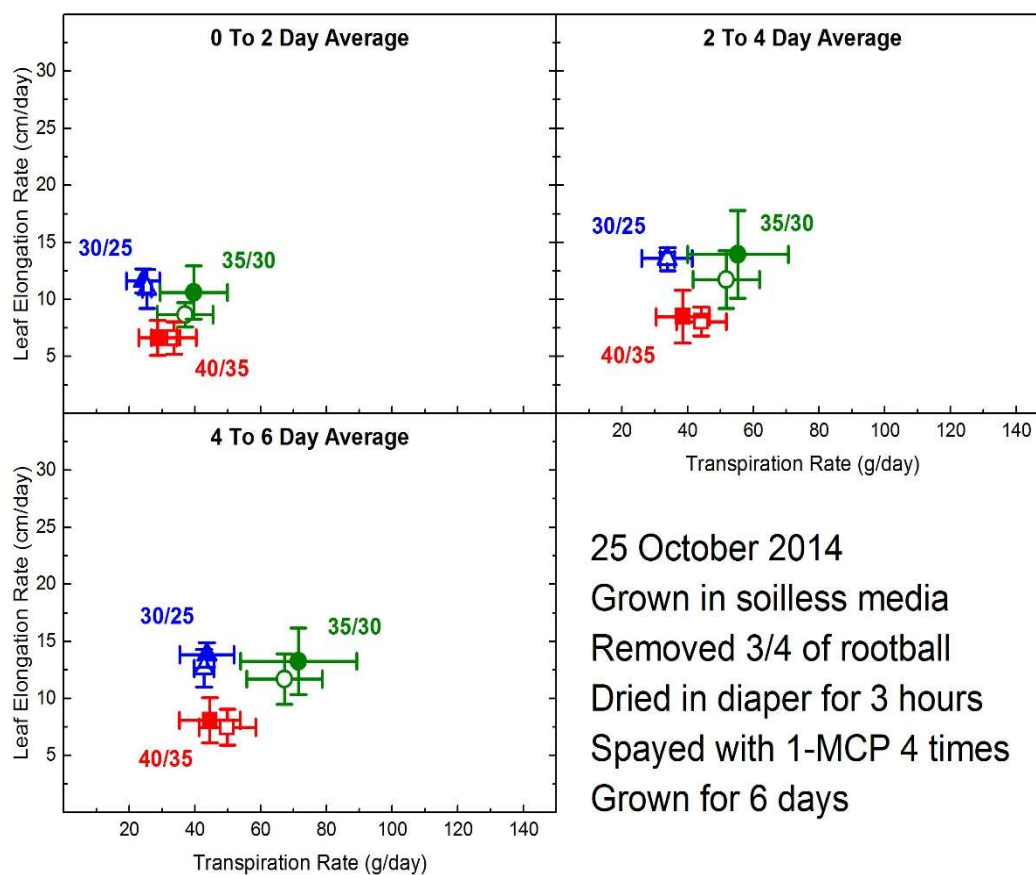 0 To 2 Day Average
Leaf Elongation Rate (cm/day)
30
25
20
15
10
5
30/25
35/30
40/35
2 To 4 Day Average
30/25
35/30
40/35
20 40 60 80 100 120 140
Transpiration Rate (g/day)
4 To 6 Day Average
Leaf Elongation Rate (cm/day)
30
25
20
15
10
5
30/25
35/30
40/35
20 40 60 80 100 120 140
Transpiration Rate (g/day)
25 October 2014
Grown in soilless media
Removed 3/4 of rootball
Dried in diaper for 3 hours
Spayed with 1-MCP 4 times
Grown for 6 days